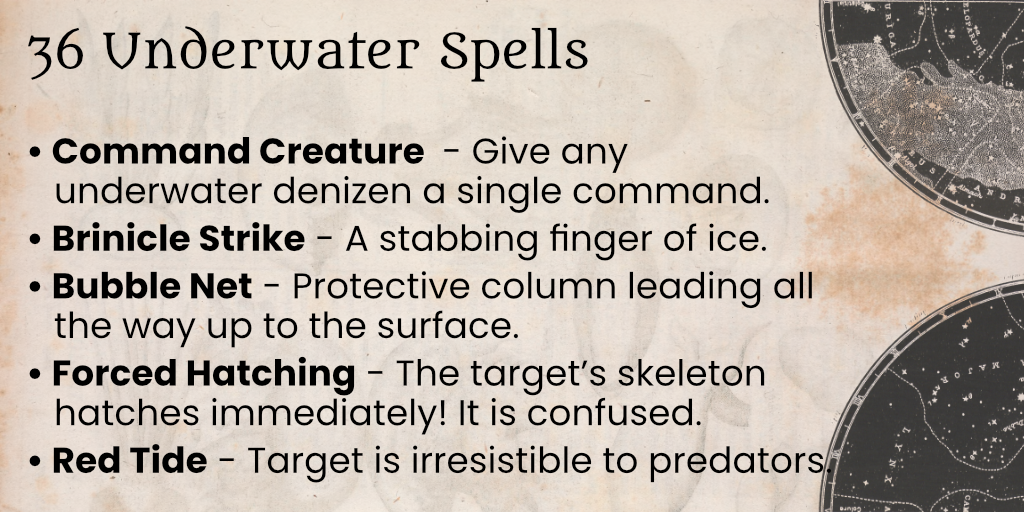 36 Underwater Spells
• Command Creature - Give any
underwater denizen a single command.
• Brinicle Strike - A stabbing finger of ice.
• Bubble Net - Protective column leading all
the way up to the surface.
• Forced Hatching - The target’s skeleton
hatches immediately! It is confused.
• Red Tide - Target is irresistible to predators.
MAJOR
LYNX